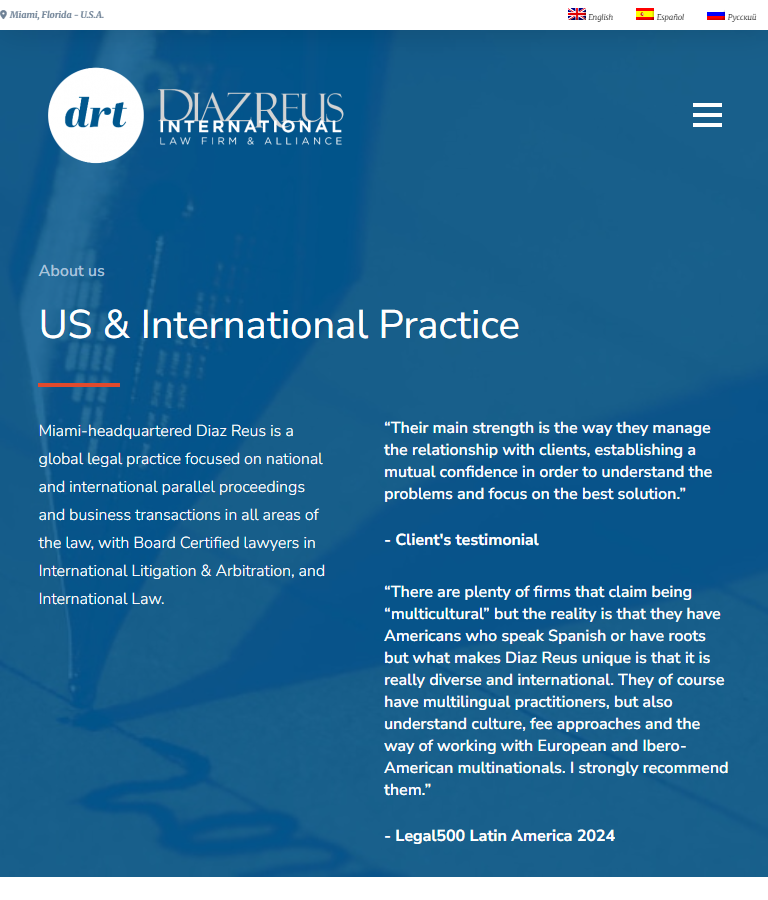 Miami, Florida - U.S.A.
English
Español
Русский
drt
DIAZ REUS
INTERNATIONAL
LAW FIRM & ALLIANCE
About us
US & International Practice
Miami-headquartered Diaz Reus is a
global legal practice focused on national
and international parallel proceedings
and business transactions in all areas of
the law, with Board Certified lawyers in
International Litigation & Arbitration, and
International Law.
“Their main strength is the way they manage
the relationship with clients, establishing a
mutual confidence in order to understand the
problems and focus on the best solution.”
- Client's testimonial
“There are plenty of firms that claim being
“multicultural” but the reality is that they have
Americans who speak Spanish or have roots
but what makes Diaz Reus unique is that it is
really diverse and international. They of course
have multilingual practitioners, but also
understand culture, fee approaches and the
way of working with European and Ibero-
American multinationals. I strongly recommend
them.”
- Legal500 Latin America 2024